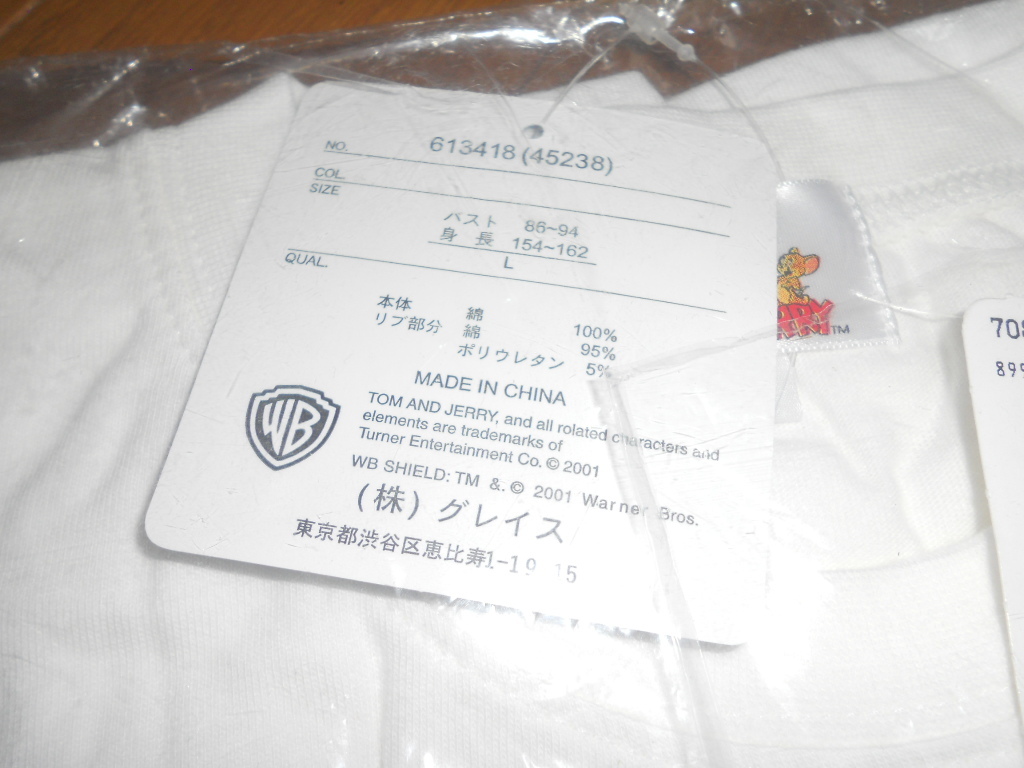 NO. 613418(45238)
COL.
SIZE
バスト 86~94
身長 154~162
L
QUAL.
本体 綿 100%
リブ部分 綿 95%
ポリウレタン 5%
MADE IN CHINA
TOM AND JERRY, and all rolated characters and
elements are trademarks of
Turner Entertainment Co. © 2001
WB
WB SHIELD: TM &. © 2001 Warner Bros.
(株)グレイス
東京都渋谷区恵比寿1-19 15
TM